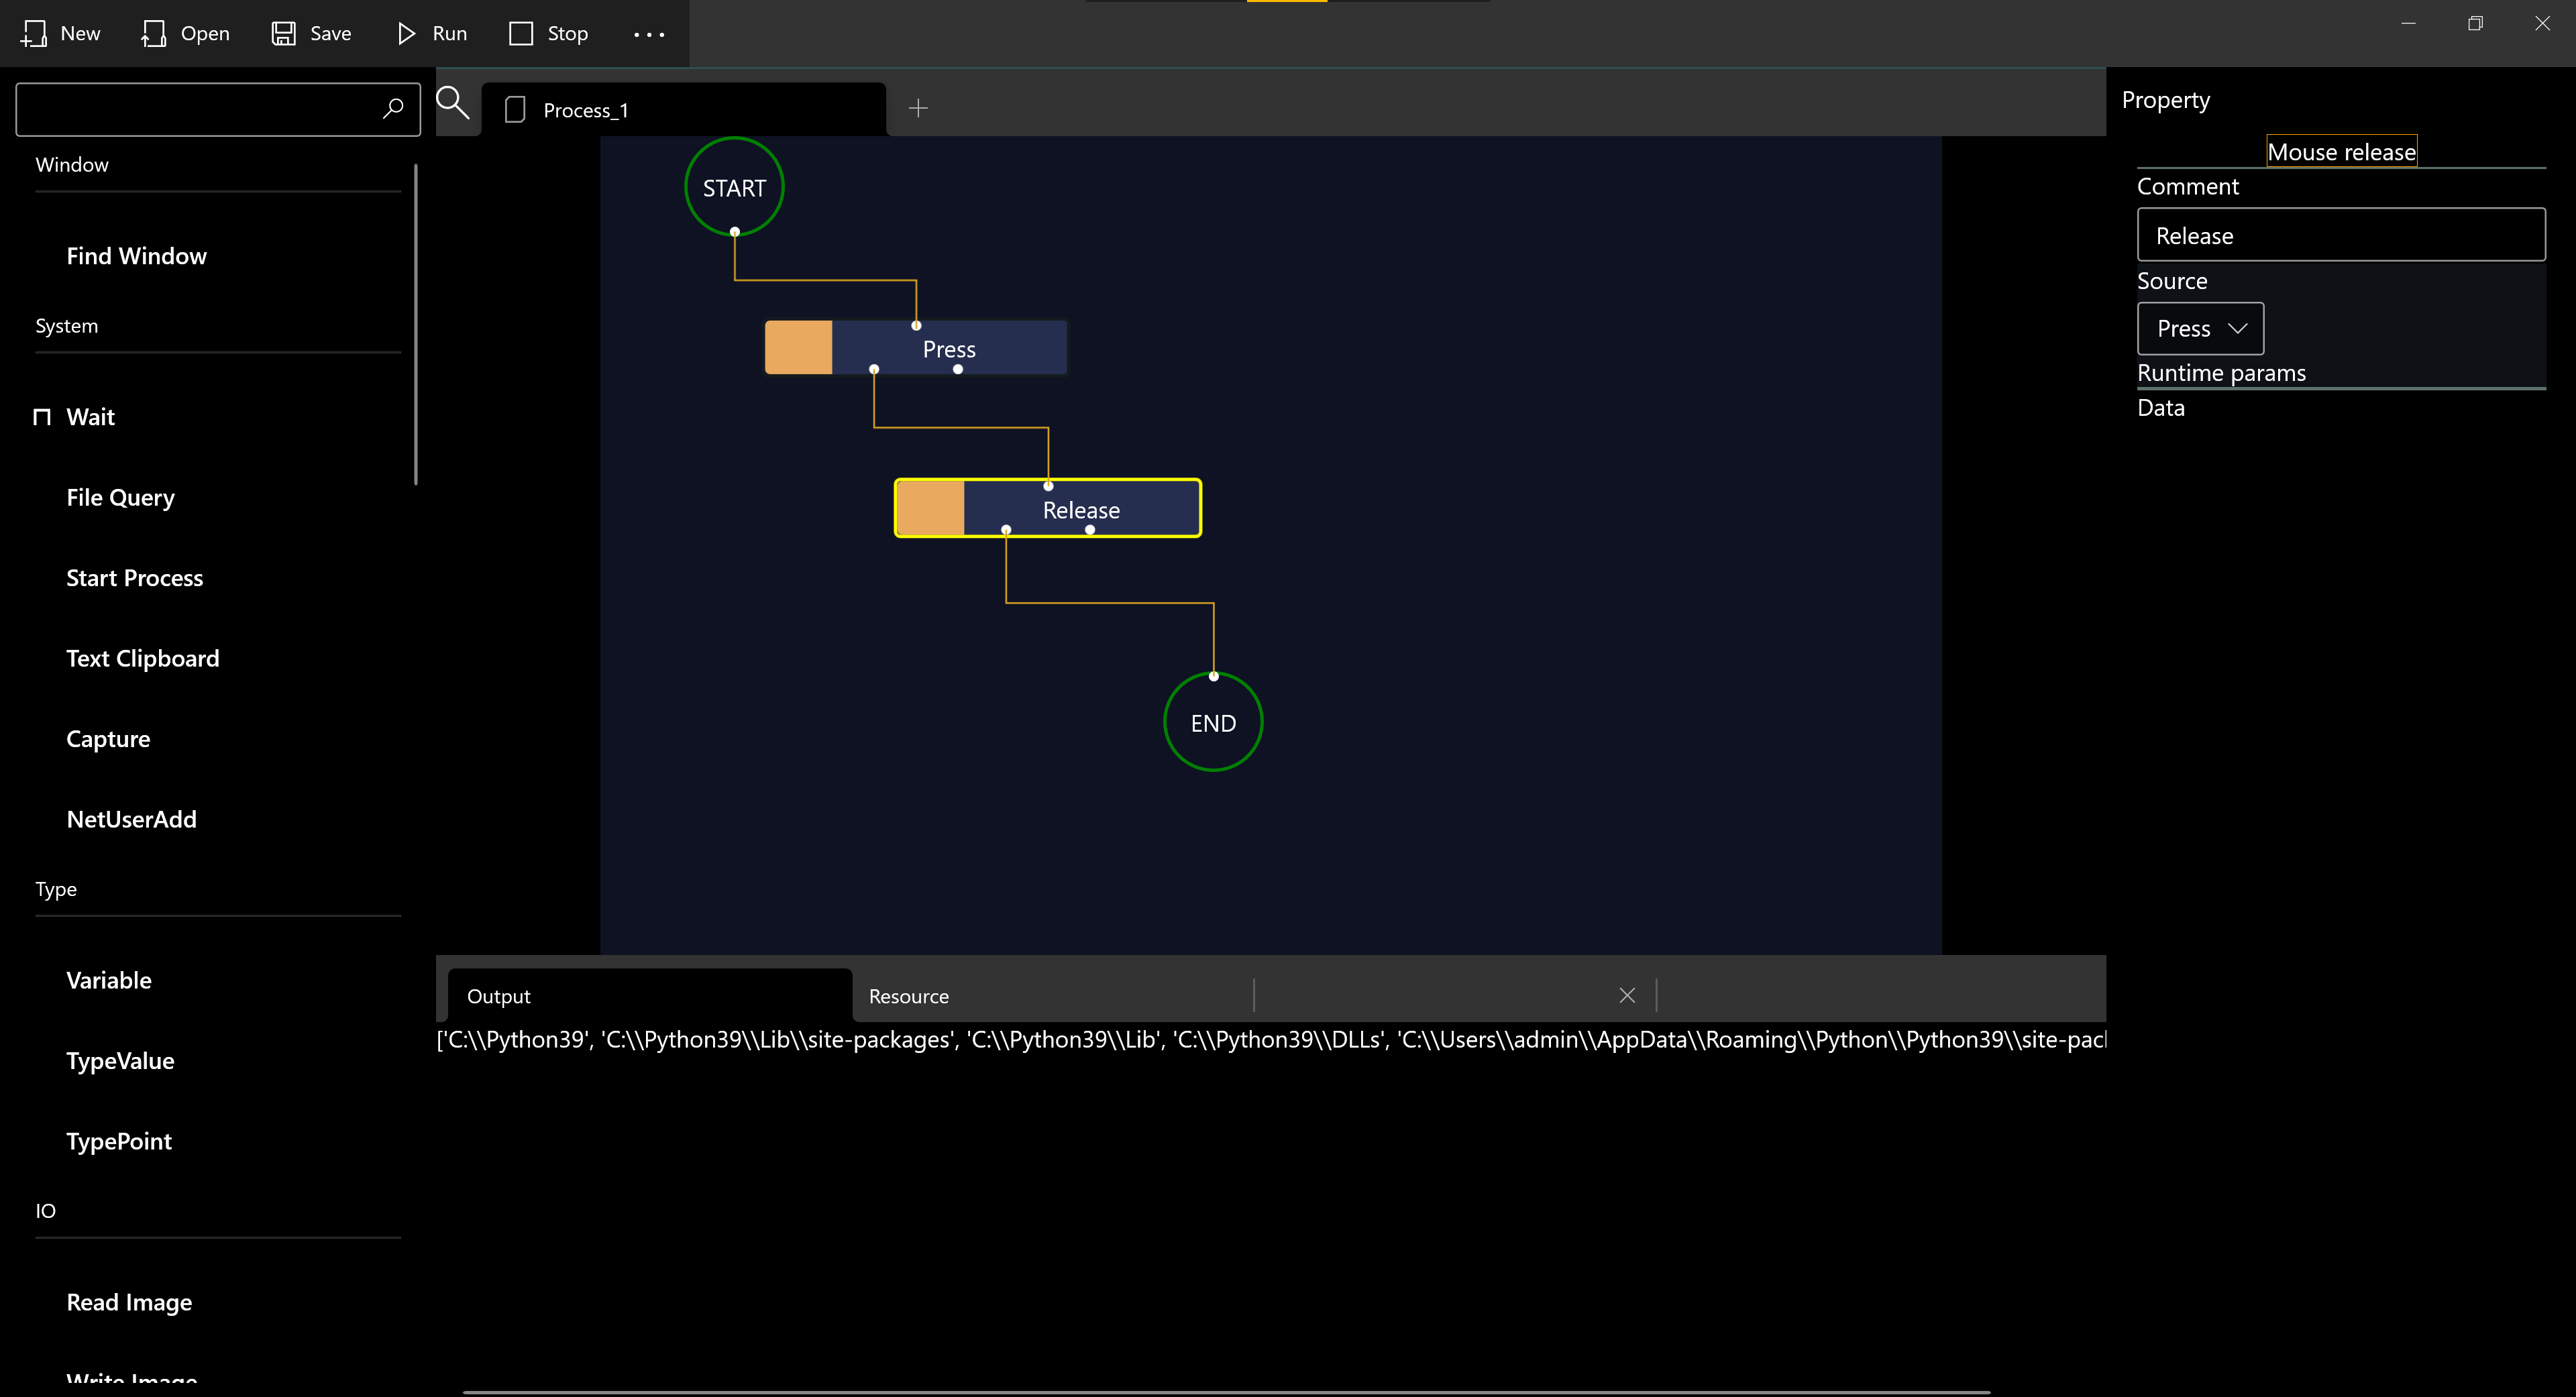 New
Open
Save
Run
Stop
Process_1
Window
Find Window
System
Wait
File Query
Start Process
Text Clipboard
Capture
NetUserAdd
Type
Variable
TypeValue
TypePoint
IO
Read Image
Write Image
START
Press
Release
END
Output
Resource
['C:\\Python39', 'C:\\Python39\\Lib\\site-packages', 'C:\\Python39\\Lib', 'C:\\Python39\\DLLs', 'C:\\Users\\admin\\AppData\\Roaming\\Python\\Python39\\site-pacl
Property
Mouse release
Comment
Release
Source
Press
Runtime params
Data